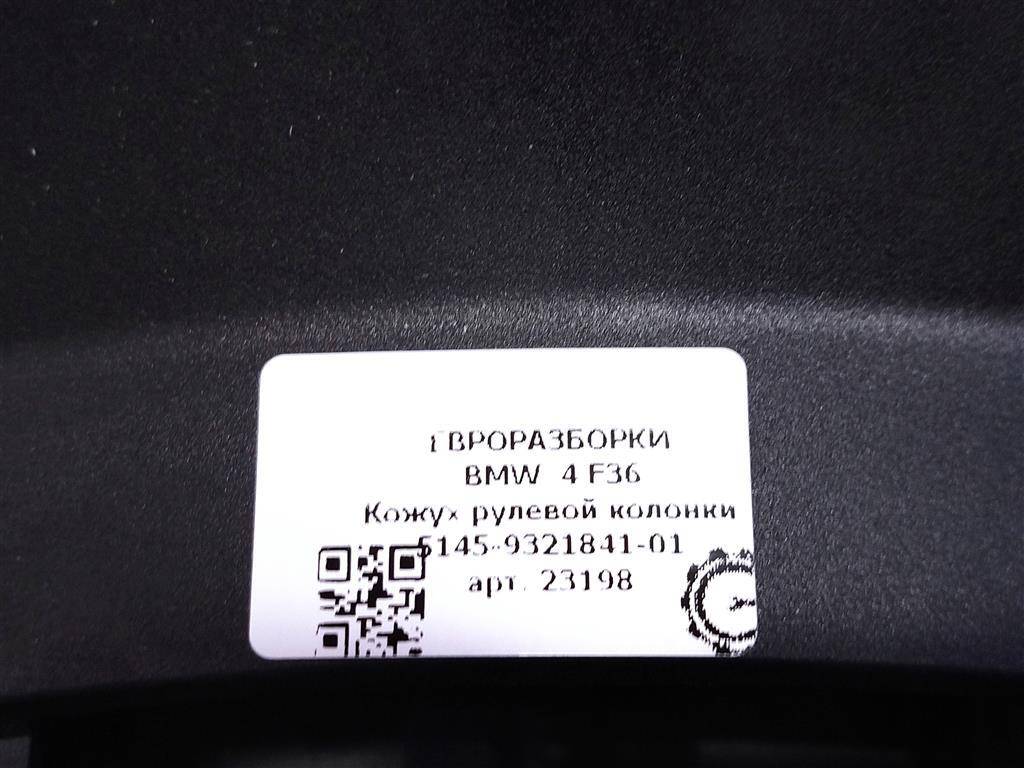 ЕВРОРАЗБОРКИ
BMW 4 F36
Кожух рулевой колонки
5145-9321841-01
арт. 23198